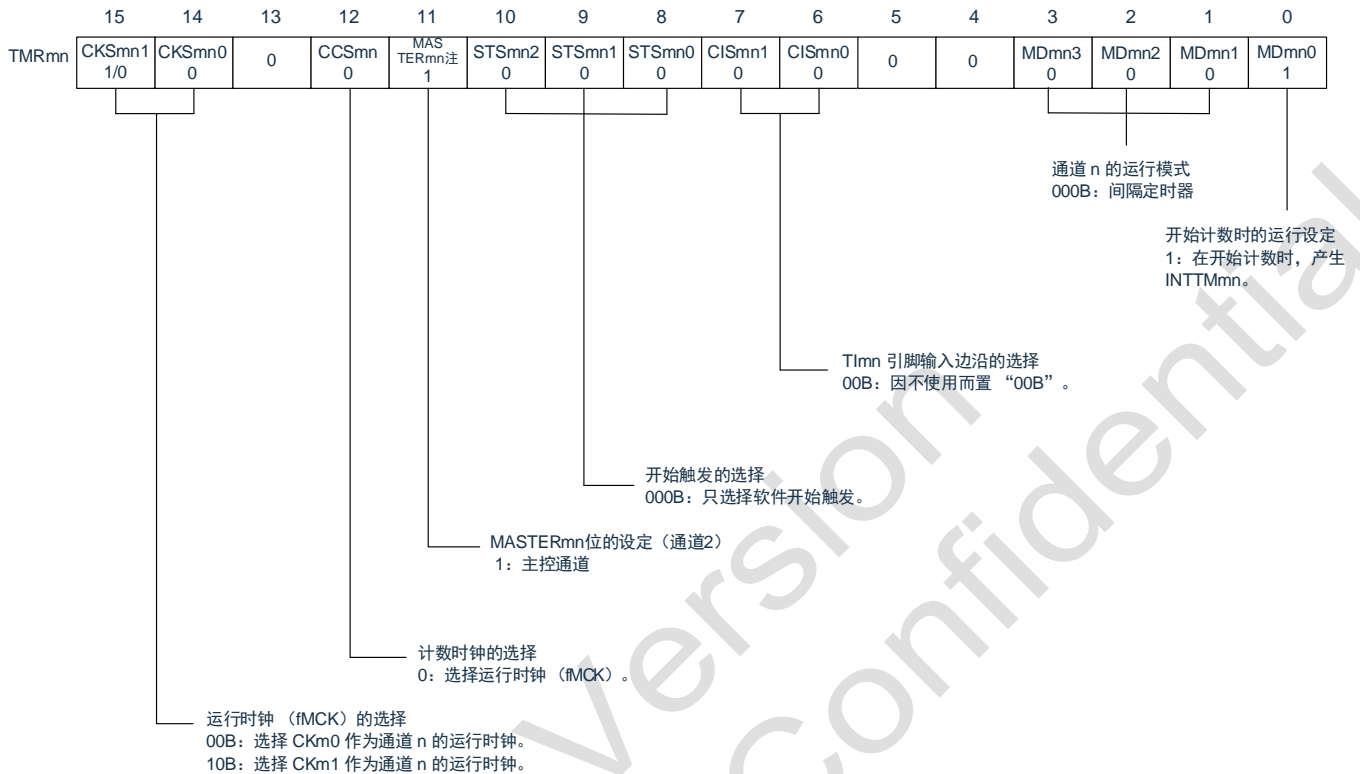 15 14 13 12 11 10 9 8 7 6 5 4 3 2 1 0
TMRmn CKSmn1 CKSmn0 0 CCSmn MAS STSmn2 STSmn1 STSmn0 CISmn1 CISmn0 0 0 MDmn3 MDmn2 MDmn1 MDmn0
TERmn注
1/0 0 0 1 0 0 0 0 0 0 0 0 1
通道 n 的运行模式
000B：间隔定时器
开始计数时的运行设定
1：在开始计数时，产生
INTTMmn。
TImn 引脚输入边沿的选择
00B：因不使用而置 “00B”。
开始触发的选择
000B：只选择软件开始触发。
MASTERmn位的设定（通道2）
1：主控通道
计数时钟的选择
0：选择运行时钟 （fMCK）。
运行时钟 （fMCK）的选择
00B：选择 CKm0 作为通道 n 的运行时钟。
10B：选择 CKm1 作为通道 n 的运行时钟。
Version
Confidential